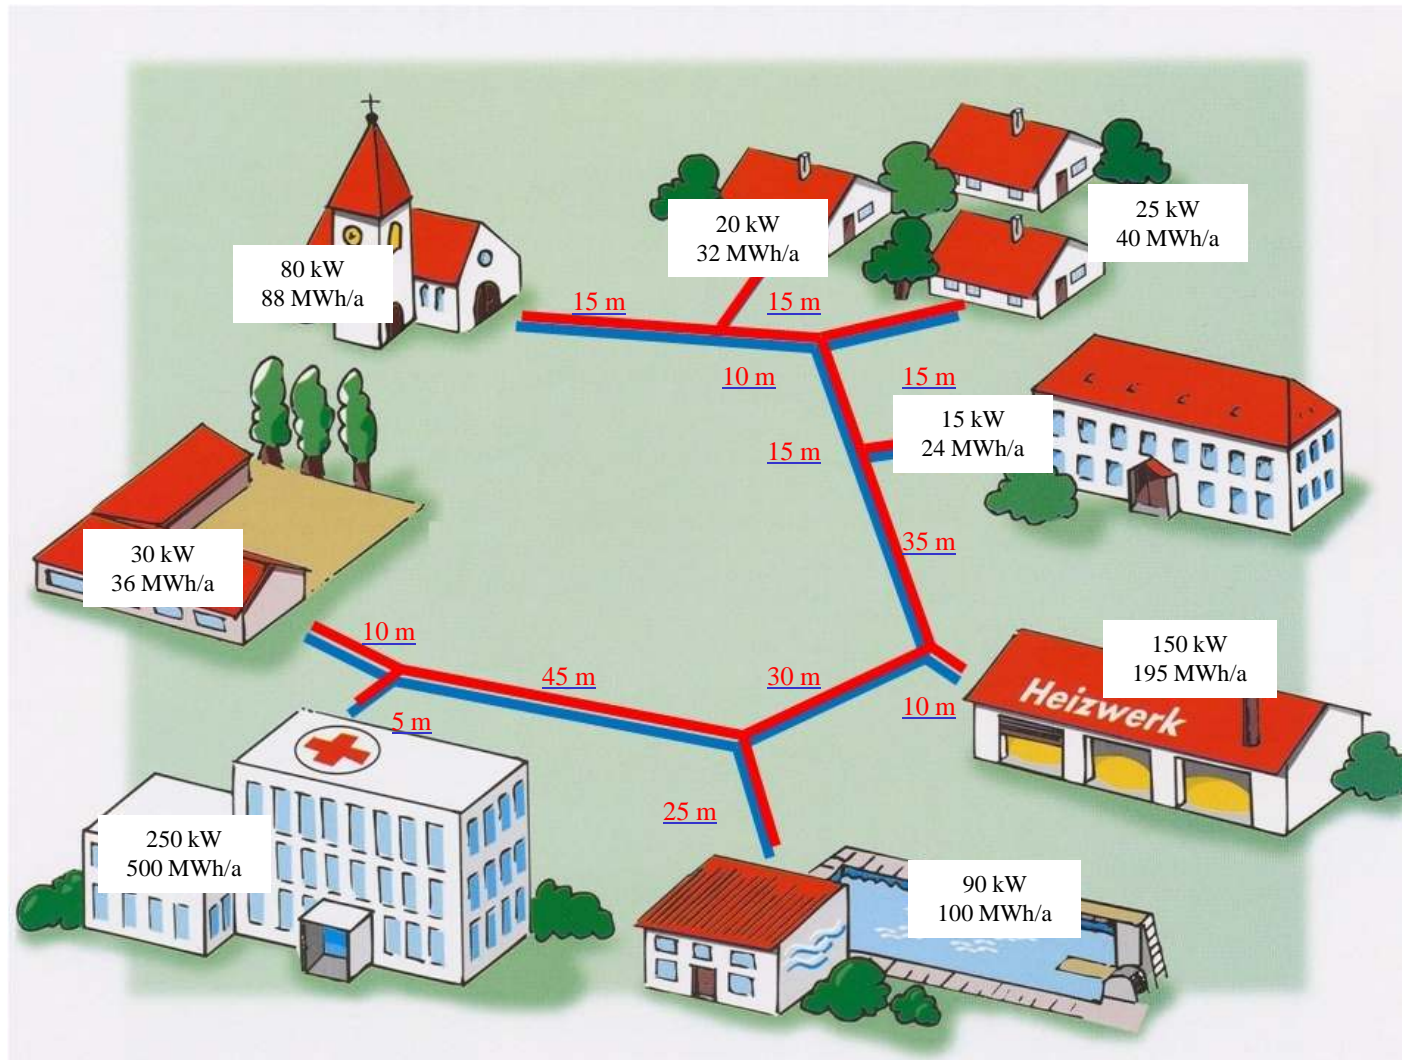 20 kW
32 MWh/a
25 kW
40 MWh/a
80 kW
88 MWh/a
15 m
15 m
10 m
15 m
15 kW
24 MWh/a
15 m
30 kW
36 MWh/a
35 m
10 m
45 m
30 m
150 kW
195 MWh/a
10 m
Heizwerk
5 m
25 m
250 kW
500 MWh/a
90 kW
100 MWh/a